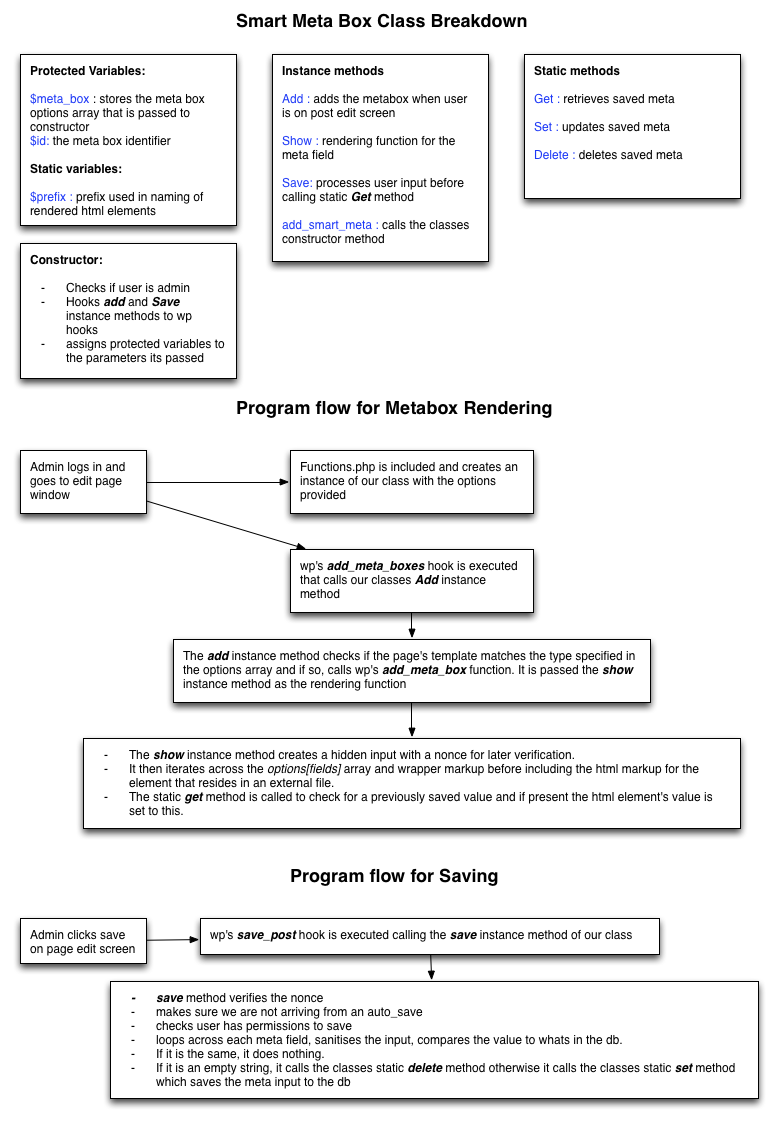 Smart Meta Box Class Breakdown
Protected Variables:
$meta_box : stores the meta box
options array that is passed to
constructor
$id: the meta box identifier
Static variables:
$prefix : prefix used in naming of
rendered html elements
Instance methods
Add : adds the metabox when user
is on post edit screen
Show : rendering function for the
meta field
Save: processes user input before
calling static Get method
add_smart_meta : calls the classes
constructor method
Static methods
Get : retrieves saved meta
Set : updates saved meta
Delete : deletes saved meta
Constructor:
- Checks if user is admin
- Hooks add and Save
instance methods to wp
hooks
- assigns protected variables to
the parameters its passed
Program flow for Metabox Rendering
Admin logs in and
goes to edit page
window
Functions.php is included and creates an
instance of our class with the options
provided
wp's add_meta_boxes hook is executed
that calls our classes Add instance
method
The add instance method checks if the page's template matches the type specified in
the options array and if so, calls wp's add_meta_box function. It is passed the show
instance method as the rendering function
- The show instance method creates a hidden input with a nonce for later verification.
- It then iterates across the options[fields] array and wrapper markup before including the html markup for the
element that resides in an external file.
- The static get method is called to check for a previously saved value and if present the html element's value is
set to this.
Program flow for Saving
Admin clicks save
on page edit screen
wp's save_post hook is executed calling the save instance method of our class
- save method verifies the nonce
- makes sure we are not arriving from an auto_save
- checks user has permissions to save
- loops across each meta field, sanitises the input, compares the value to whats in the db.
- If it is the same, it does nothing.
- If it is an empty string, it calls the classes static delete method otherwise it calls the classes static set method
which saves the meta input to the db